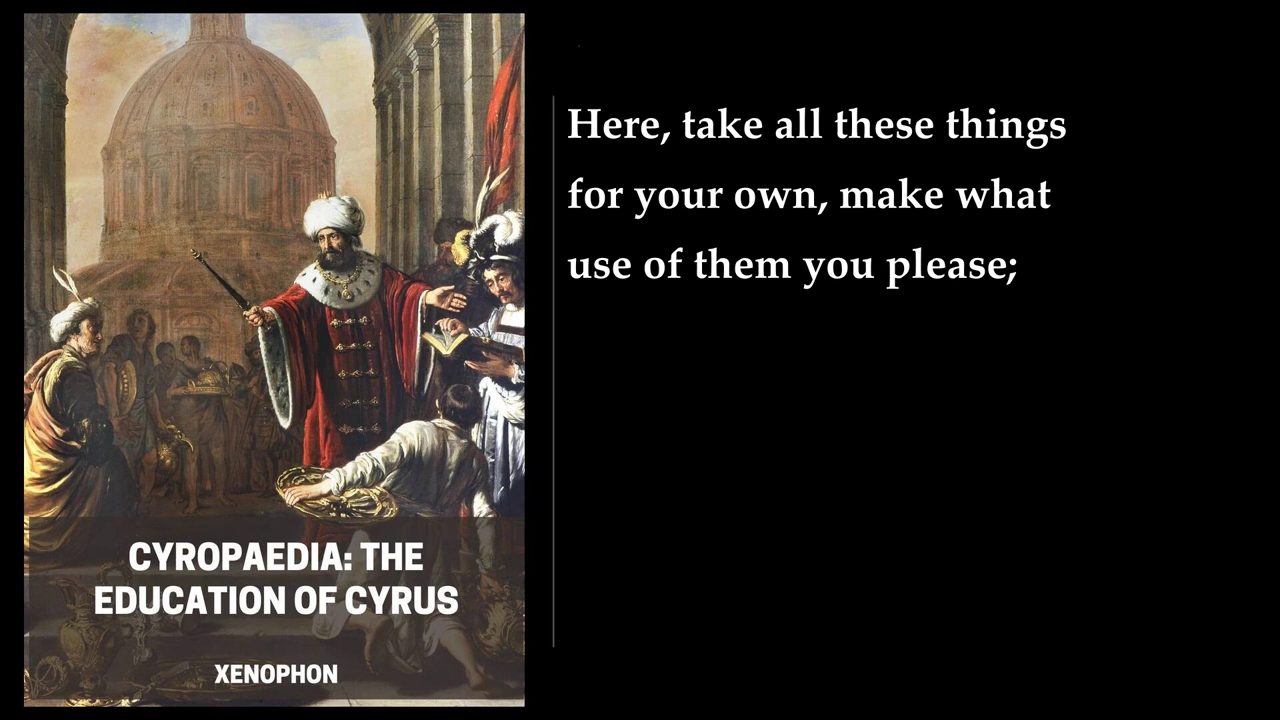 CYROPAEDIA: THE
EDUCATION OF CYRUS
XENOPHON
Here, take all these things
for your own, make what
use of them you please;